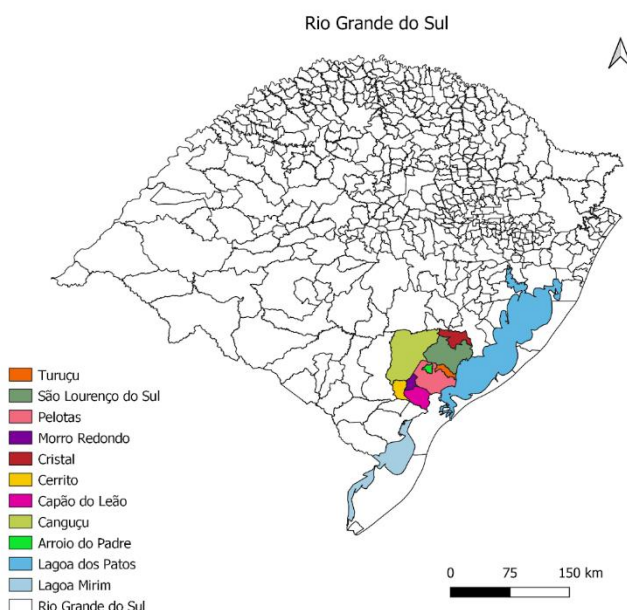 Rio Grande do Sul
Turuçu
São Lourenço do Sul
Pelotas
Morro Redondo
Cristal
Cerrito
Capão do Leão
Canguçu
Arroio do Padre
Lagoa dos Patos
Lagoa Mirim
Rio Grande do Sul
0 75 150 km